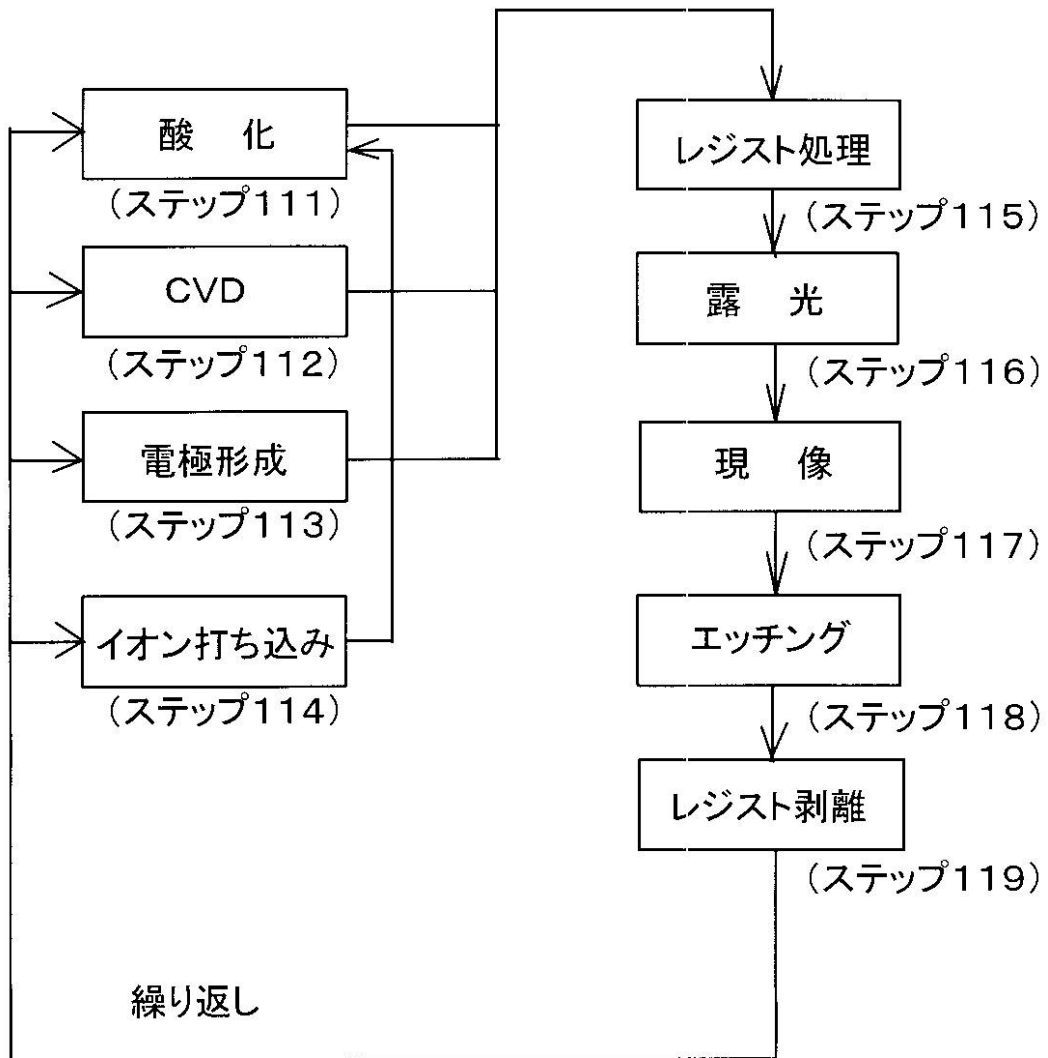 酸 化
(ステップ111)
CVD
(ステップ112)
電極形成
(ステップ113)
イオン打ち込み
(ステップ114)
レジスト処理
(ステップ115)
露 光
(ステップ116)
現 像
(ステップ117)
エッチング
(ステップ118)
レジスト剥離
(ステップ119)
繰り返し